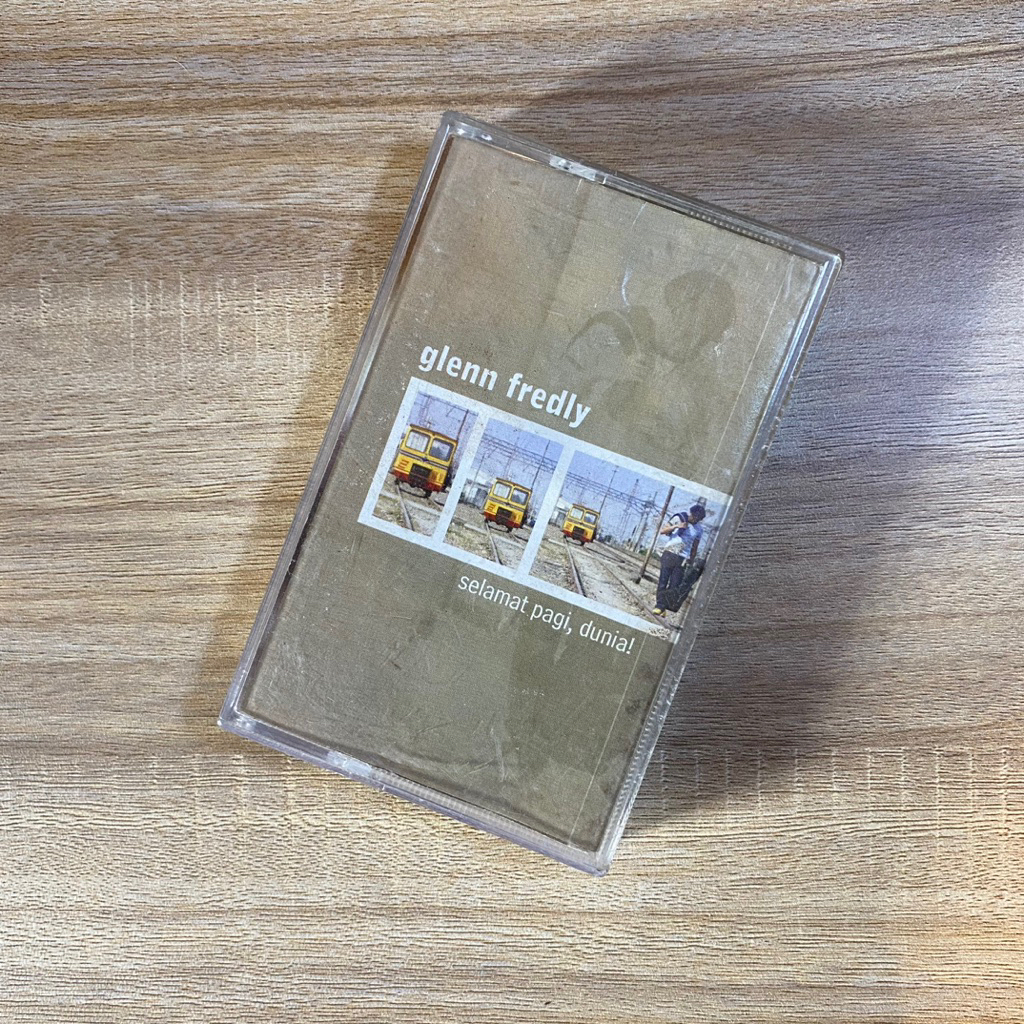 glenn fredly
selamat pagi, dunia!